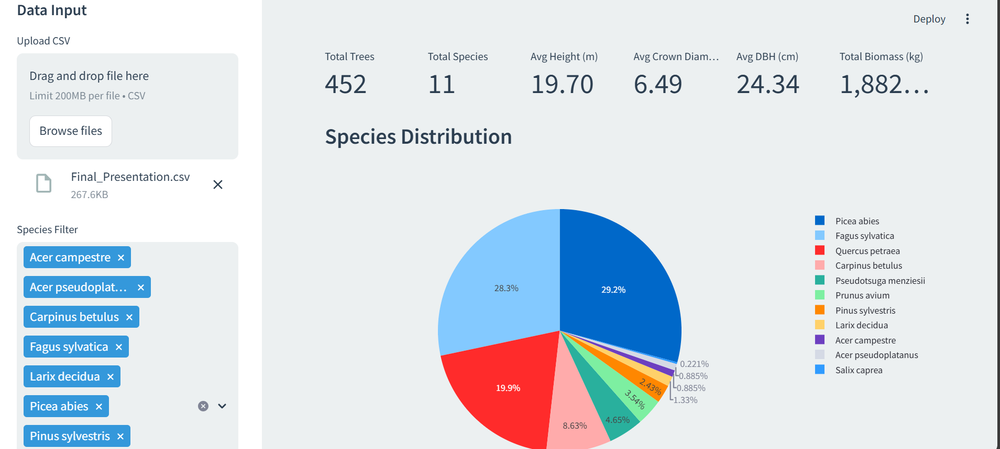 Data Input
Upload CSV
Drag and drop file here
Limit 200MB per file • CSV
Browse files
Final_Presentation.csv
267.6KB
Species Filter
Acer campestre
Acer pseudoplat…
Carpinus betulus
Fagus sylvatica
Larix decidua
Picea abies
Pinus sylvestris
Deploy
Total Trees
452
Total Species
11
Avg Height (m)
19.70
Avg Crown Diam…
6.49
Avg DBH (cm)
24.34
Total Biomass (kg)
1,882…
Species Distribution
28.3%
29.2%
19.9%
8.63%
4.65%
3.54%
2.43%
0.221%
0.885%
0.885%
1.33%
Picea abies
Fagus sylvatica
Quercus petraea
Carpinus betulus
Pseudotsuga menziesii
Prunus avium
Pinus sylvestris
Larix decidua
Acer campestre
Acer pseudoplatanus
Salix caprea